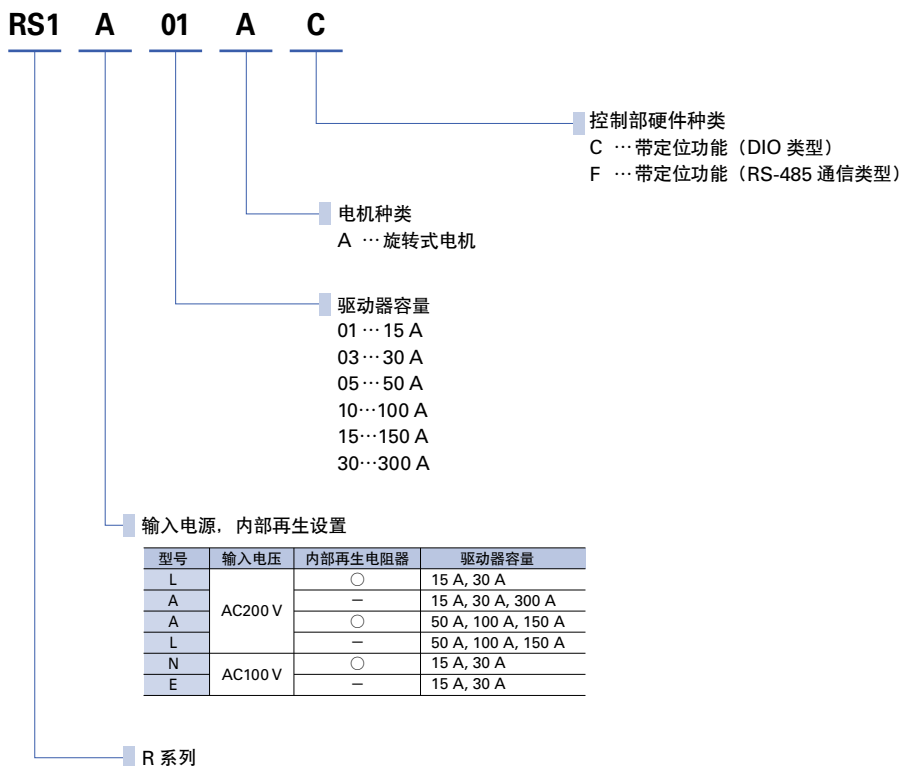 RS1 A 01 A C
控制部硬件种类
C …带定位功能（DIO 类型）
F …带定位功能（RS-485 通信类型）
电机种类
A …旋转式电机
驱动器容量
01…15 A
03…30 A
05…50 A
10…100 A
15…150 A
30…300 A
输入电源，内部再生设置
型号 输入电压 内部再生电阻器 驱动器容量
L AC200 V ○ 15 A, 30 A
A － 15 A, 30 A, 300 A
A ○ 50 A, 100 A, 150 A
L － 50 A, 100 A, 150 A
N AC100 V ○ 15 A, 30 A
E － 15 A, 30 A
R 系列